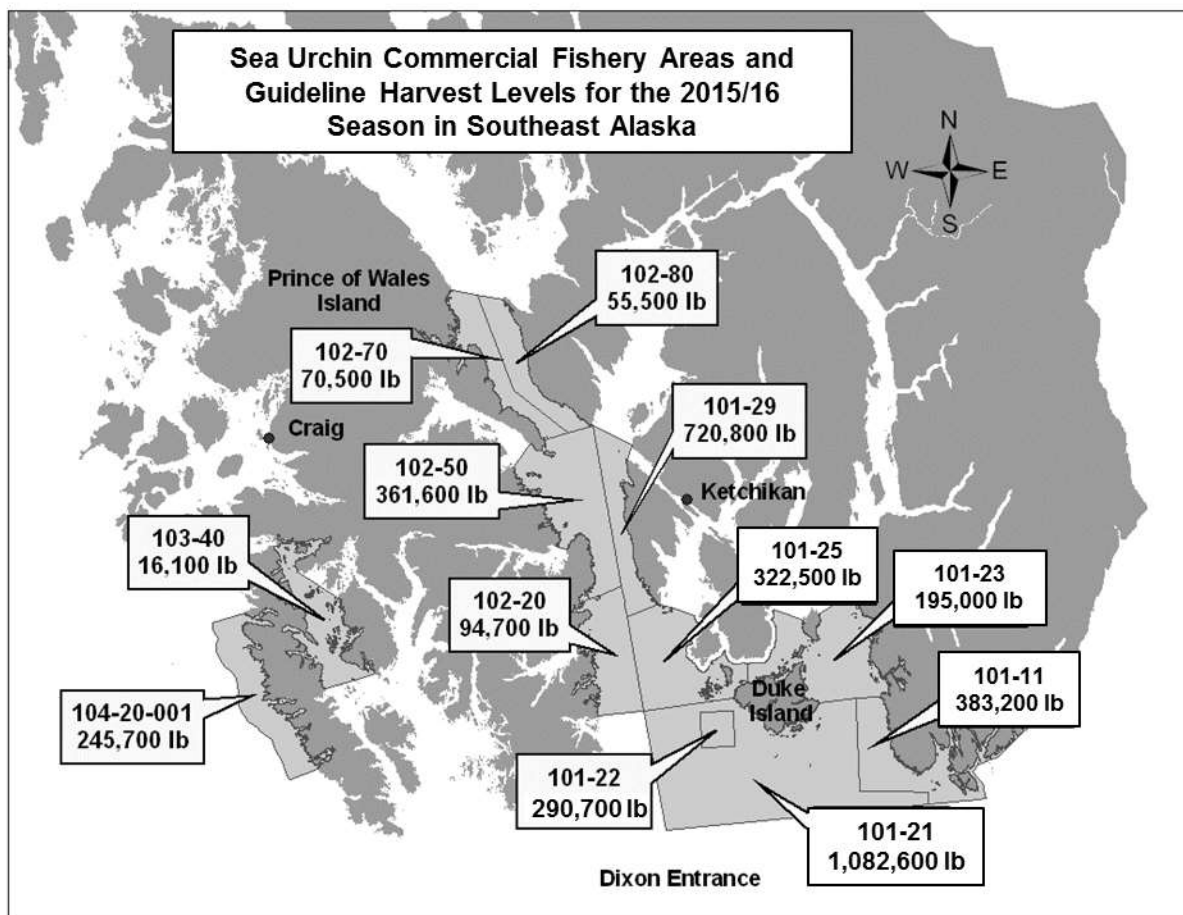 Sea Urchin Commercial Fishery Areas and
Guideline Harvest Levels for the 2015/16
Season in Southeast Alaska
N
W
E
S
Prince of Wales
Island
102-80
55,500 lb
102-70
70,500 lb
101-29
720,800 lb
Craig
102-50
361,600 lb
Ketchikan
103-40
16,100 lb
101-25
322,500 lb
101-23
195,000 lb
102-20
94,700 lb
101-11
383,200 lb
Duke
Island
104-20-001
245,700 lb
101-22
290,700 lb
101-21
1,082,600 lb
Dixon Entrance